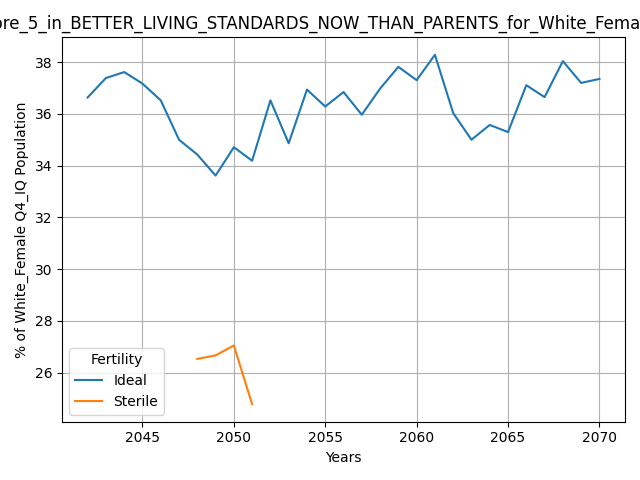 ore_5_in_BETTER_LIVING_STANDARDS_NOW_THAN_PARENTS_for_White_Fema
% of White_Female Q4_IQ Population
38
36
34
32
30
28
26
Fertility
Ideal
Sterile
2045 2050 2055 2060 2065 2070
Years